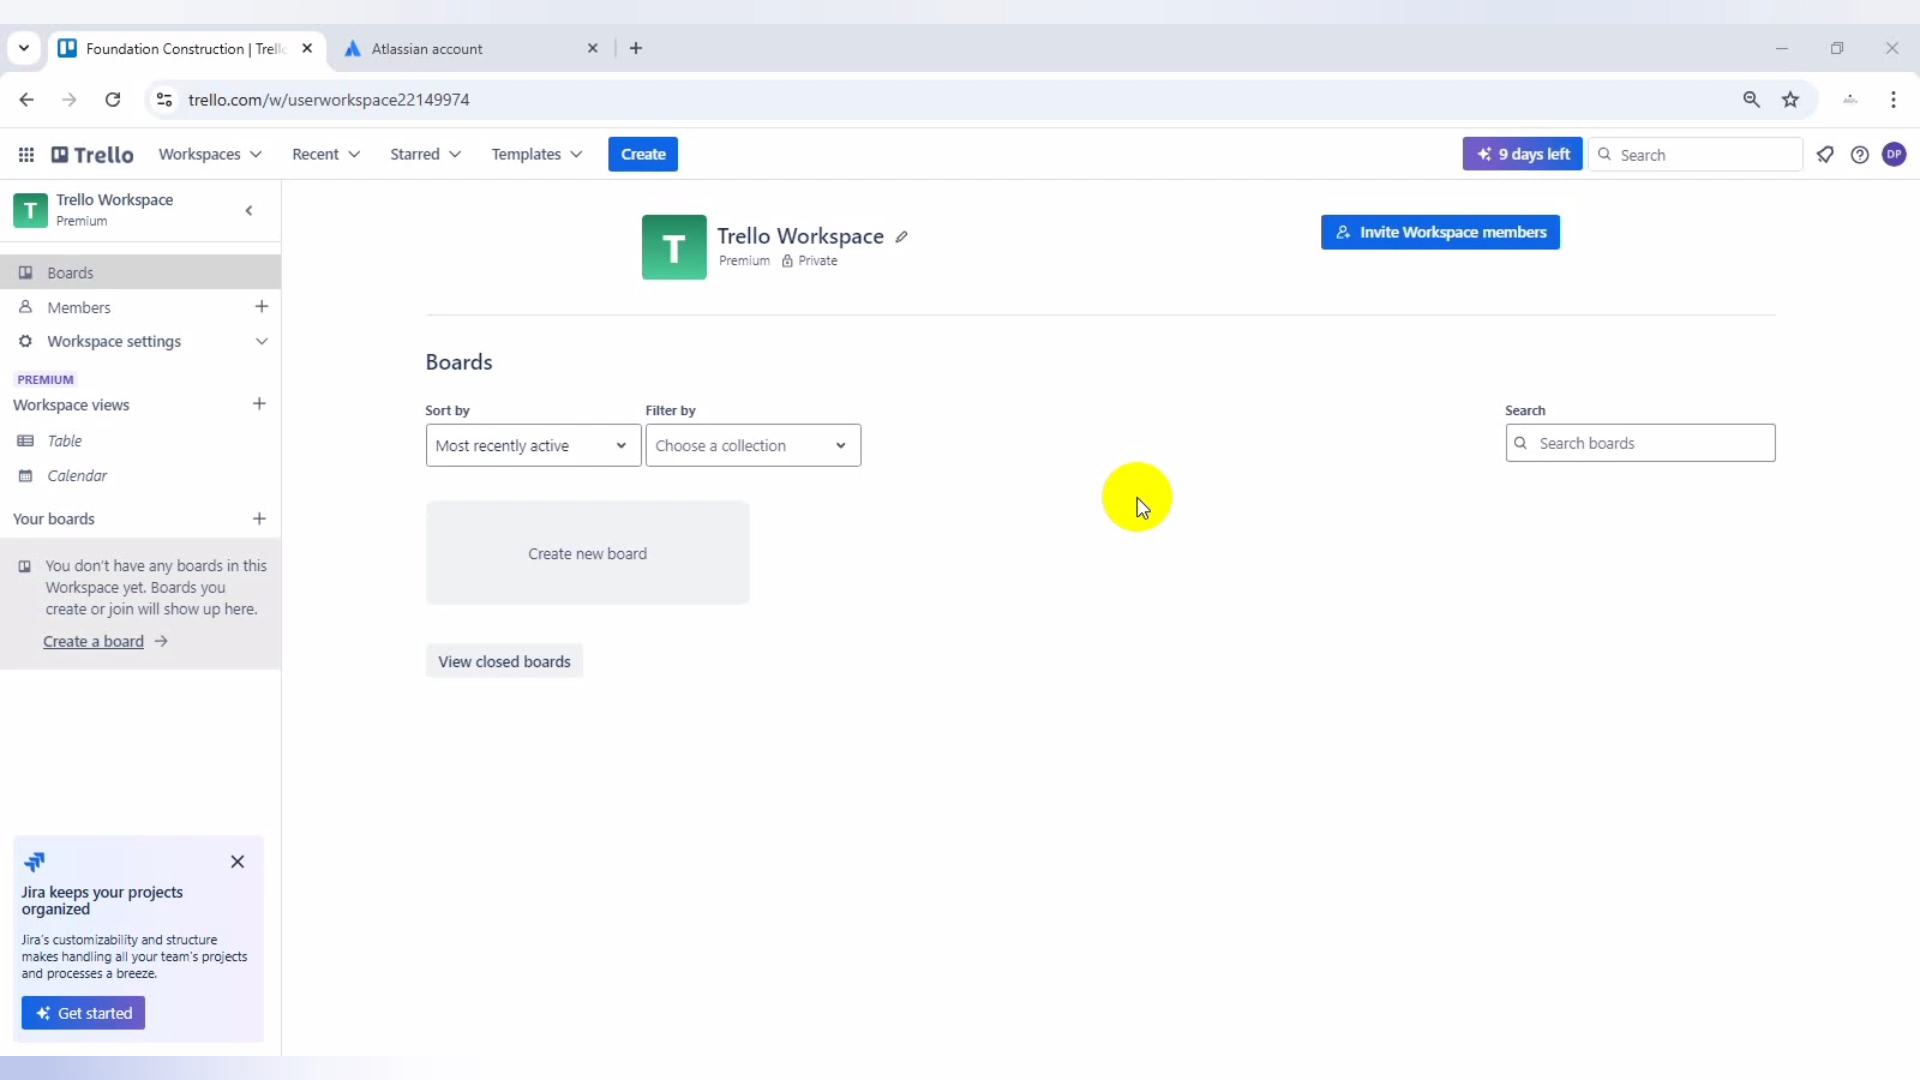 Foundation Construction | Trell
Atlassian account
trello.com/w/userworkspace22149974
Trello
Workspaces
Recent
Starred
Templates
Create
9 days left
Search
DP
T
Trello Workspace
Premium
Boards
Members
Workspace settings
PREMIUM
Workspace views
Table
Calendar
Your boards
You don't have any boards in this
Workspace yet. Boards you
create or join will show up here.
Create a board
Jira keeps your projects
organized
Jira's customizability and structure
makes handling all your team's projects
and processes a breeze.
Get started
T
Trello Workspace
Premium
Private
Invite Workspace members
Boards
Sort by
Filter by
Search
Most recently active
Choose a collection
Search boards
Create new board
View closed boards